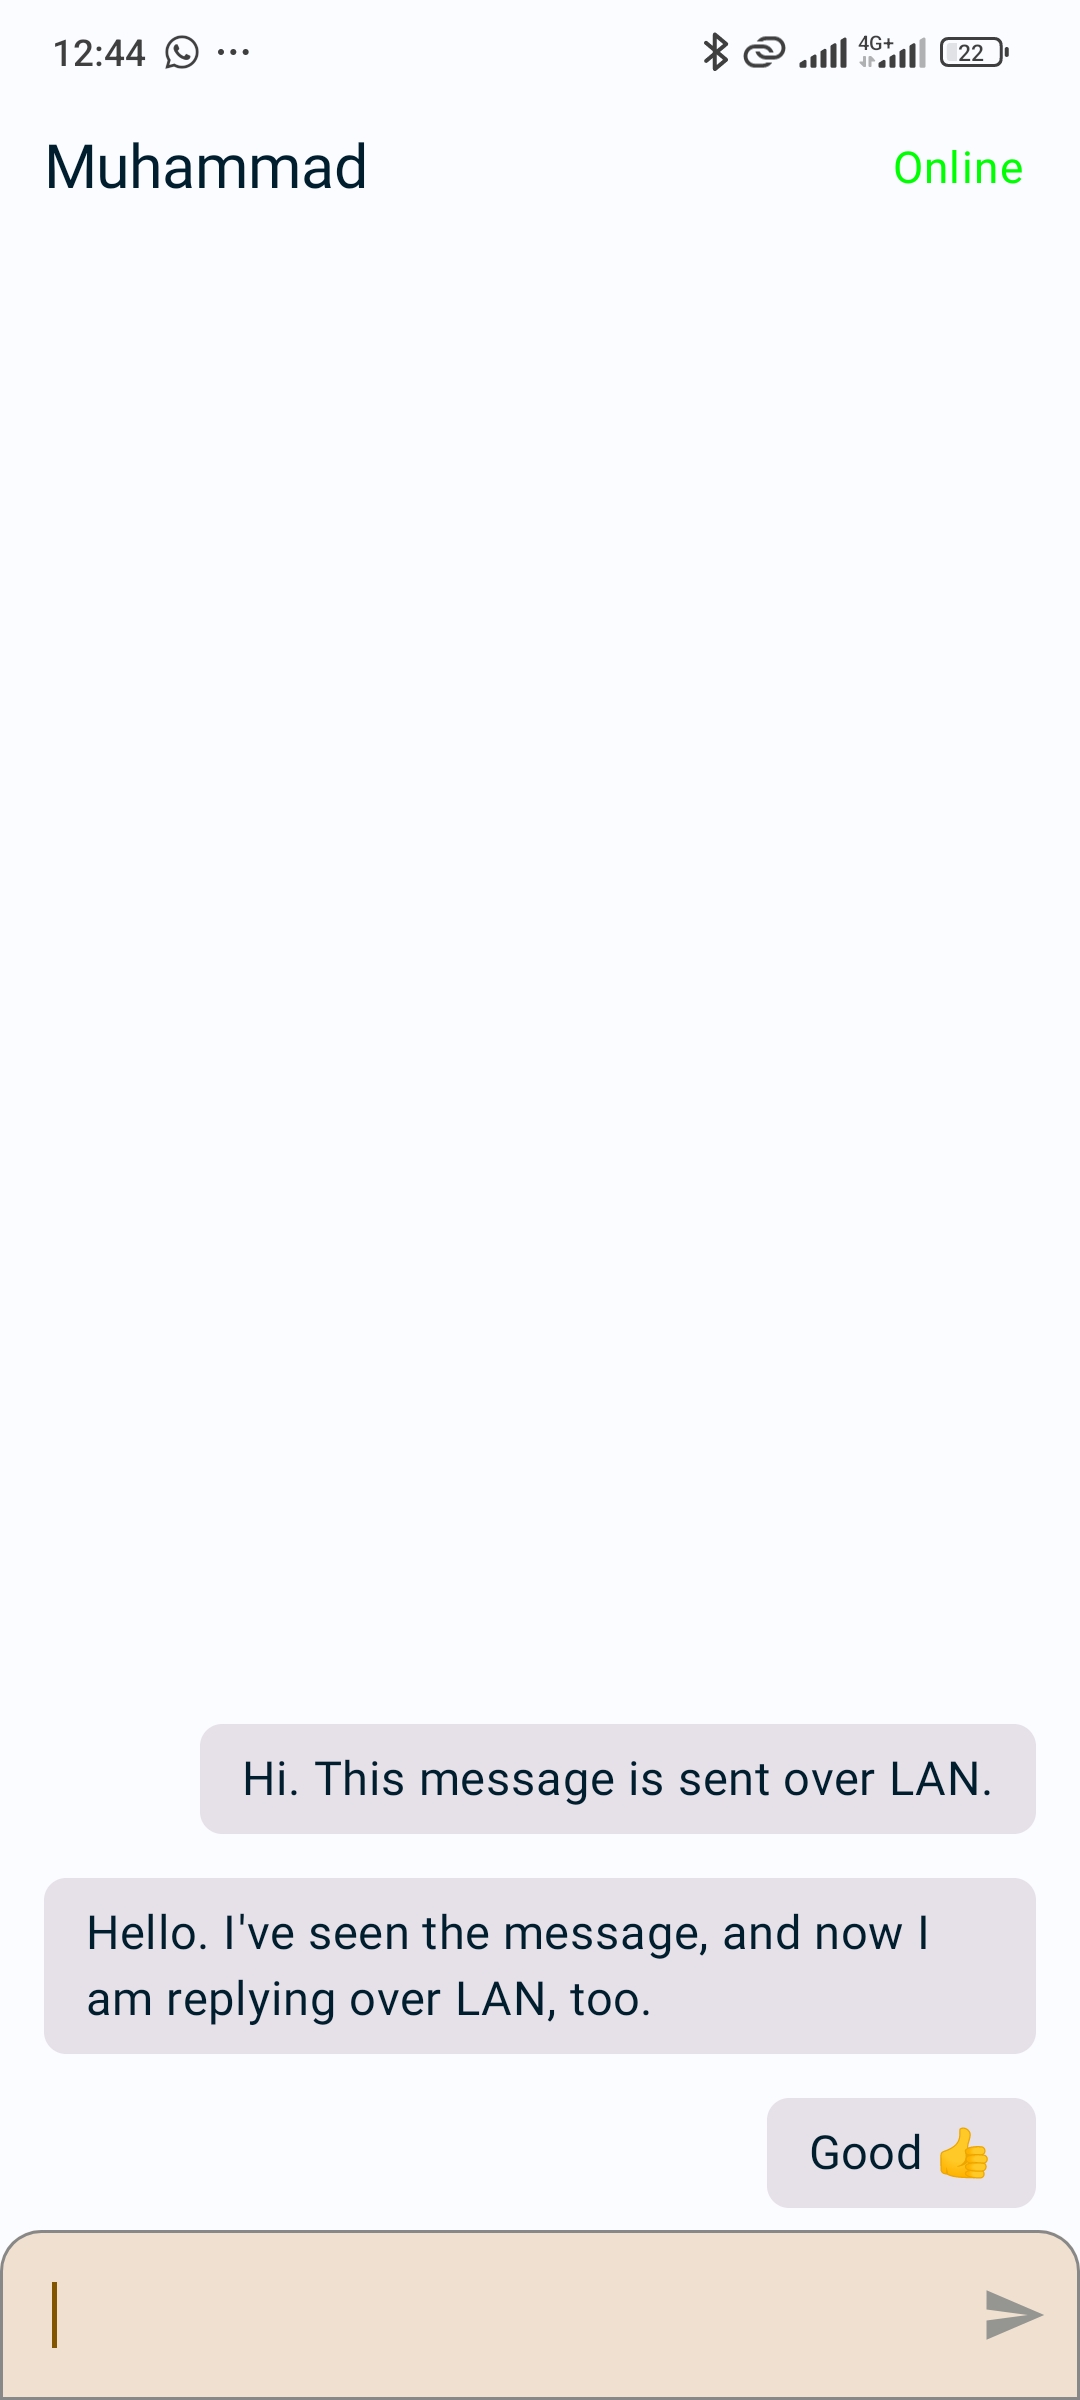 12:44 4G+ 22
Muhammad Online
Hi. This message is sent over LAN.
Hello. I've seen the message, and now I
am replying over LAN, too.
Good 👍